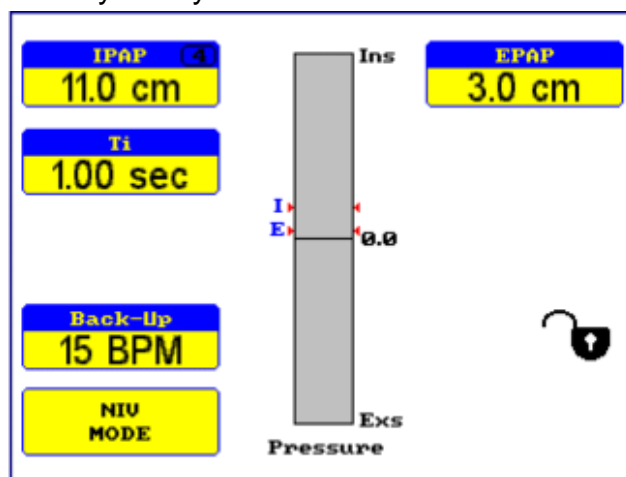 IPAP 4
11.0 cm
Ti
1.00 sec
Back-Up
15 BPM
NIV
MODE
Ins
I
E
0.0
Exs
Pressure
EPAP
3.0 cm